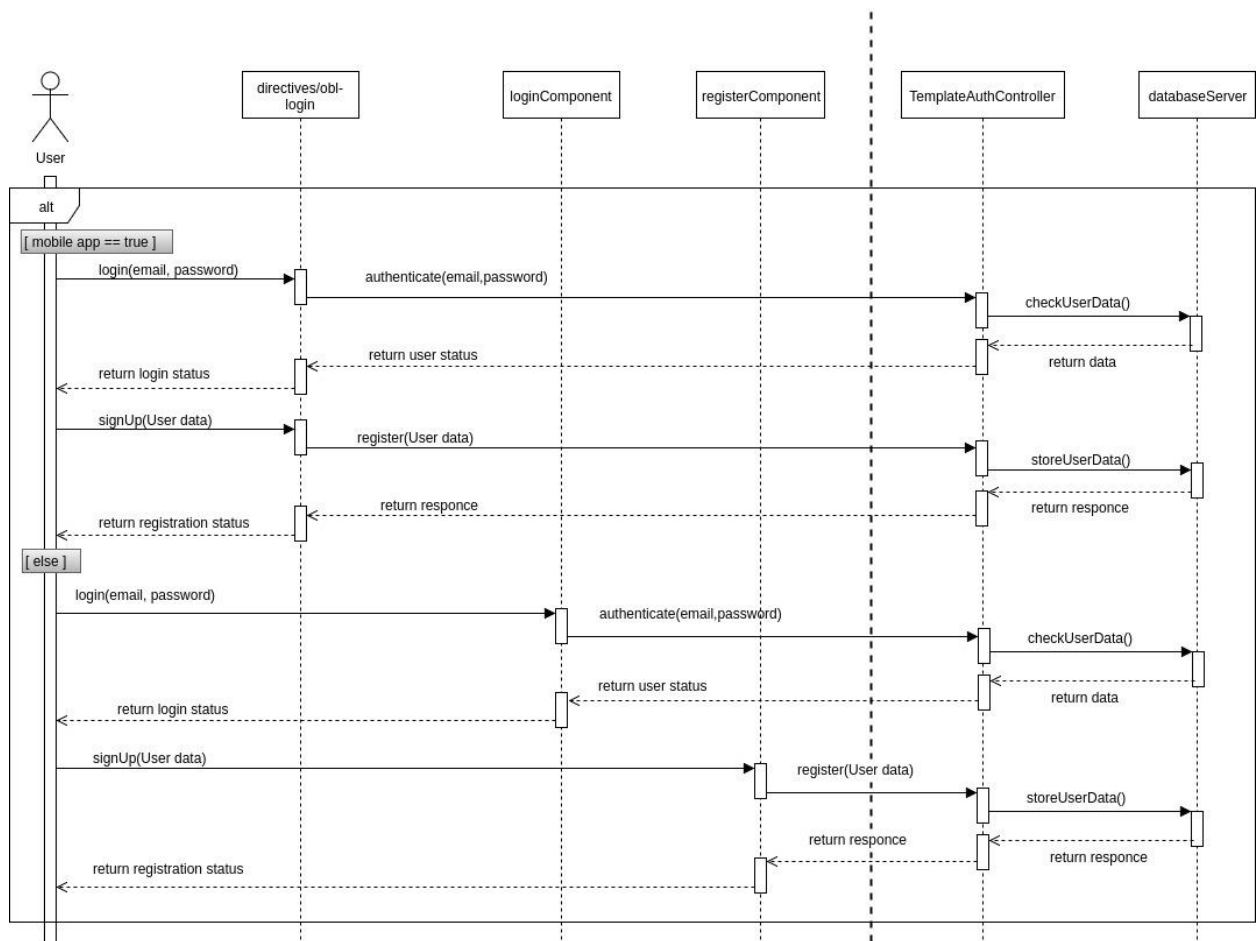 directives/obl-
login
loginComponent
registerComponent
TemplateAuthController
databaseServer
User
alt
[ mobile app == true ]
login(email, password)
authenticate(email,password)
checkUserData()
return user status
return data
return login status
signUp(User data)
register(User data)
storeUserData()
return responce
return responce
return registration status
[ else ]
login(email, password)
authenticate(email,password)
checkUserData()
return user status
return data
return login status
signUp(User data)
register(User data)
storeUserData()
return responce
return responce
return registration status